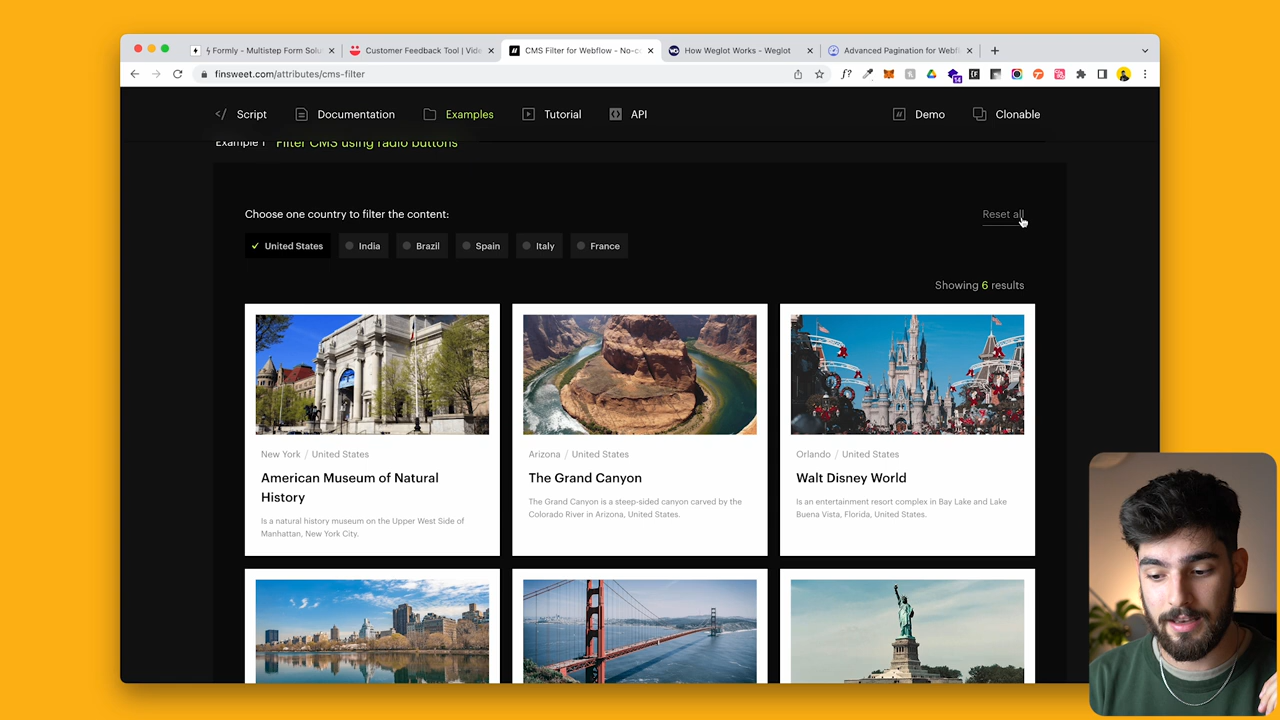 Formly - Multistep Form Solu
Customer Feedback Tool | Vide
CMS Filter for Webflow – No-c
How Weglot Works - Weglot
Advanced Pagination for Webf
finsweet.com/attributes/cms-filter
f?
14
Script
Documentation
Examples
Tutorial
API
Demo
Clonable
Example 1 Filter CMS using radio buttons
Choose one country to filter the content:
Reset all
United States
India
Brazil
Spain
Italy
France
Showing 6 results
New York / United States
American Museum of Natural
History
Is a natural history museum on the Upper West Side of
Manhattan, New York City.
Arizona / United States
The Grand Canyon
The Grand Canyon is a steep-sided canyon carved by the
Colorado River in Arizona, United States.
Orlando / United States
Walt Disney World
Is an entertainment resort complex in Bay Lake and Lake
Buena Vista, Florida, United States.